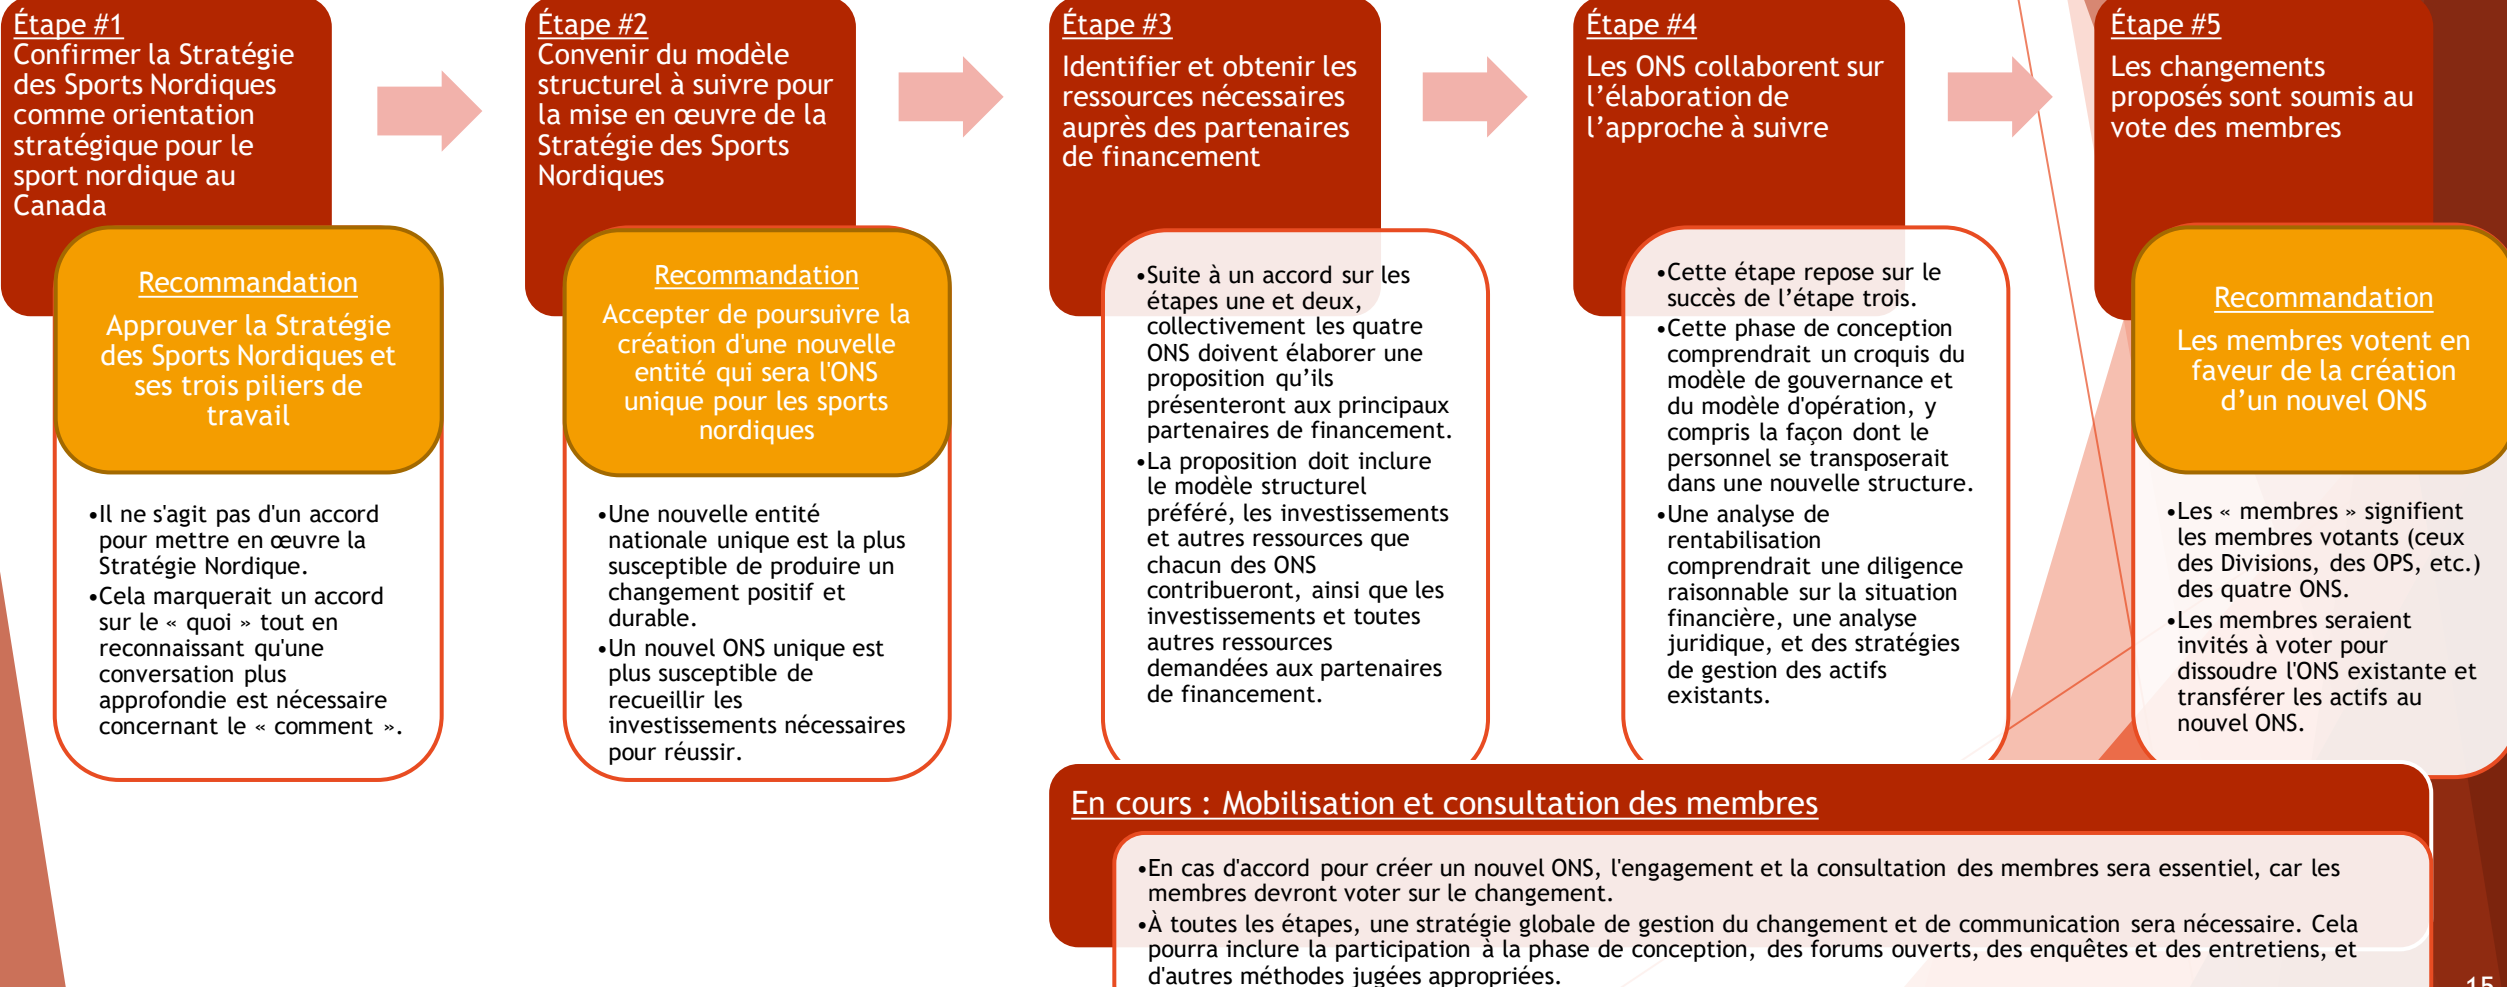 Étape #1
Confirmer la Stratégie
des Sports Nordiques
comme orientation
stratégique pour le
sport nordique au
Canada
Recommandation
Approuver la Stratégie
des Sports Nordiques et
ses trois piliers de
travail
•Il ne s'agit pas d'un accord
pour mettre en œuvre la
Stratégie Nordique.
•Cela marquerait un accord
sur le « quoi » tout en
reconnaissant qu'une
conversation plus
approfondie est nécessaire
concernant le « comment ».
Étape #2
Convenir du modèle
structurel à suivre pour
la mise en œuvre de la
Stratégie des Sports
Nordiques
Recommandation
Accepter de poursuivre la
création d'une nouvelle
entité qui sera l'ONS
unique pour les sports
nordiques
•Une nouvelle entité
nationale unique est la plus
susceptible de produire un
changement positif et
durable.
•Un nouvel ONS unique est
plus susceptible de
recueillir les
investissements nécessaires
pour réussir.
Étape #3
Identifier et obtenir les
ressources nécessaires
auprès des partenaires
de financement
•Suite à un accord sur les
étapes une et deux,
collectivement les quatre
ONS doivent élaborer une
proposition qu’ils
présenteront aux principaux
partenaires de financement.
•La proposition doit inclure
le modèle structurel
préféré, les investissements
et autres ressources que
chacun des ONS
contribueront, ainsi que les
investissements et toutes
autres ressources
demandées aux partenaires
de financement.
Étape #4
Les ONS collaborent sur
l’élaboration de
l’approche à suivre
•Cette étape repose sur le
succès de l’étape trois.
•Cette phase de conception
comprendrait un croquis du
modèle de gouvernance et
du modèle d'opération, y
compris la façon dont le
personnel se transposerait
dans une nouvelle structure.
•Une analyse de
rentabilisation
comprendrait une diligence
raisonnable sur la situation
financière, une analyse
juridique, et des stratégies
de gestion des actifs
existants.
Étape #5
Les changements
proposés sont soumis au
vote des membres
Recommandation
Les membres votent en
faveur de la création
d’un nouvel ONS
•Les « membres » signifient
les membres votants (ceux
des Divisions, des OPS, etc.)
des quatre ONS.
•Les membres seraient
invités à voter pour
dissoudre l'ONS existante et
transférer les actifs au
nouvel ONS.
En cours : Mobilisation et consultation des membres
•En cas d'accord pour créer un nouvel ONS, l'engagement et la consultation des membres sera essentiel, car les
membres devront voter sur le changement.
•À toutes les étapes, une stratégie globale de gestion du changement et de communication sera nécessaire. Cela
pourra inclure la participation à la phase de conception, des forums ouverts, des enquêtes et des entretiens, et
d'autres méthodes jugées appropriées.
15